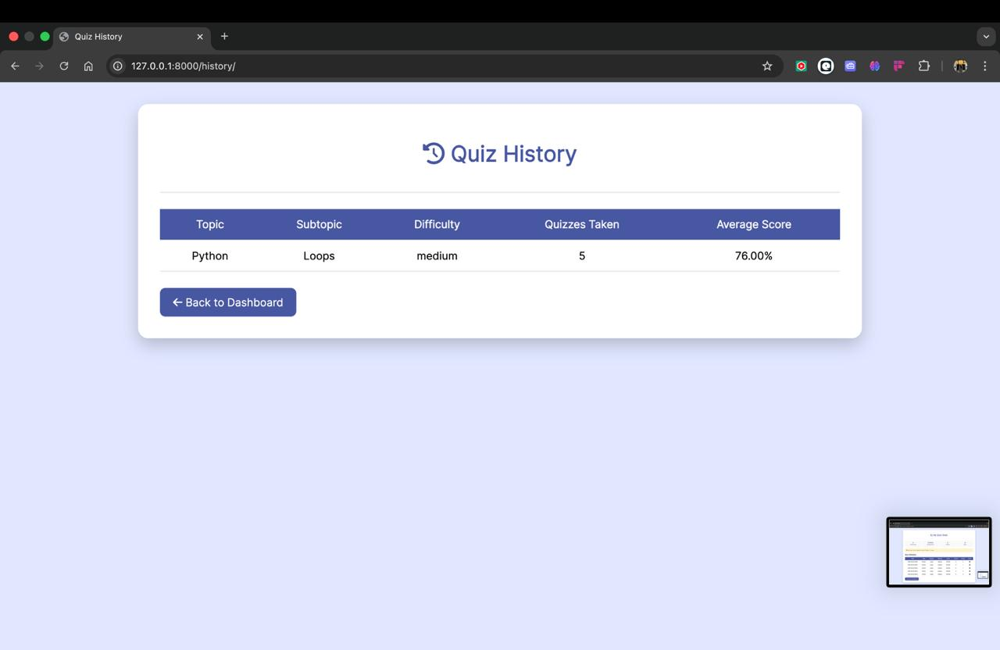 Quiz History
127.0.0.1:8000/history/
Quiz History
Topic Subtopic Difficulty Quizzes Taken Average Score
Python Loops medium 5 76.00%
Back to Dashboard